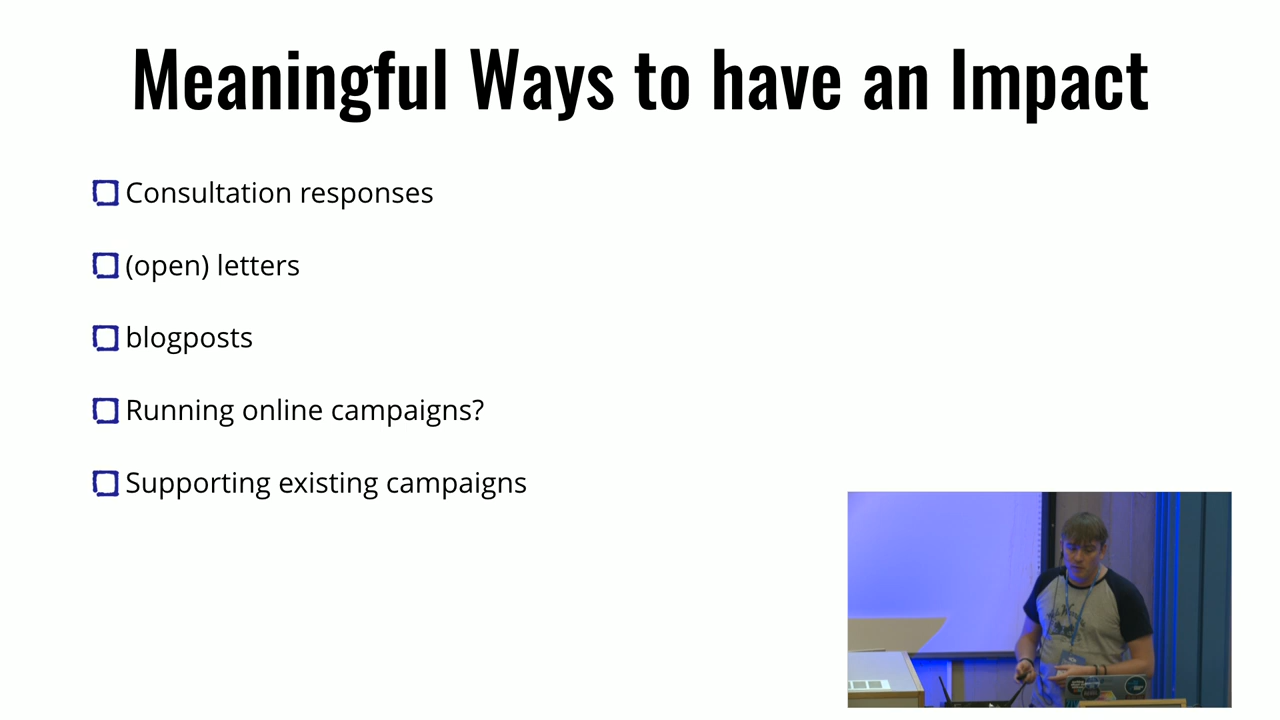 Meaningful Ways to have an Impact
Consultation responses
(open) letters
blogposts
Running online campaigns?
Supporting existing campaigns